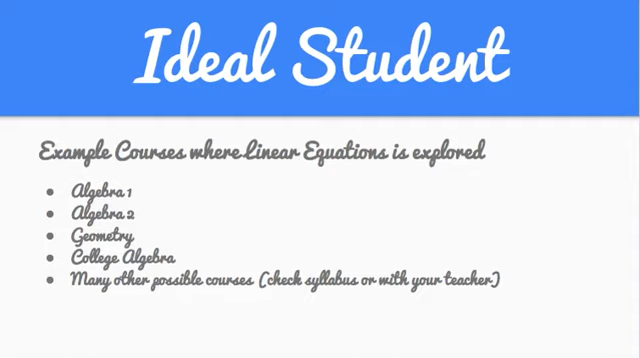 Ideal Student
Example Courses where Linear Equations is explored
• Algebra 1
• Algebra 2
• Geometry
• College Algebra
• Many other possible courses (check syllabus or with your teacher)